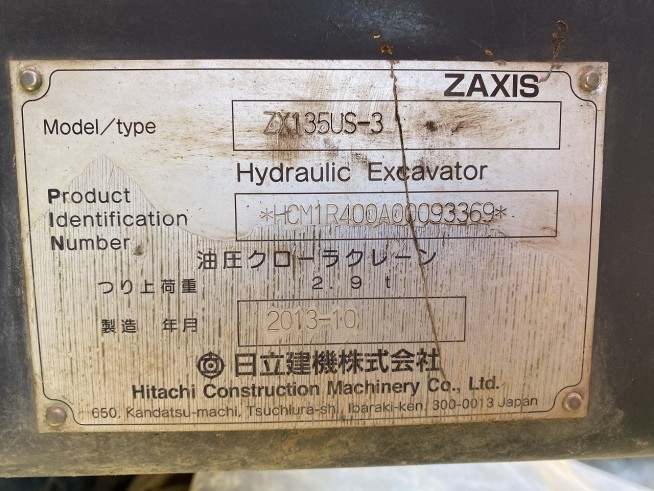 ZAXIS
Model/type ZX135US-3
Hydraulic Excavator
Product
Identification *HCM1R400A00093369*
Number
油圧クローラクレーン
つり上荷重 2.9t
製造 年月 2013-10
日立建機株式会社
Hitachi Construction Machinery Co., Ltd.
650, Kandatsu-machi, Tsuchiura-shi, Ibaraki-ken, 300-0013 Japan